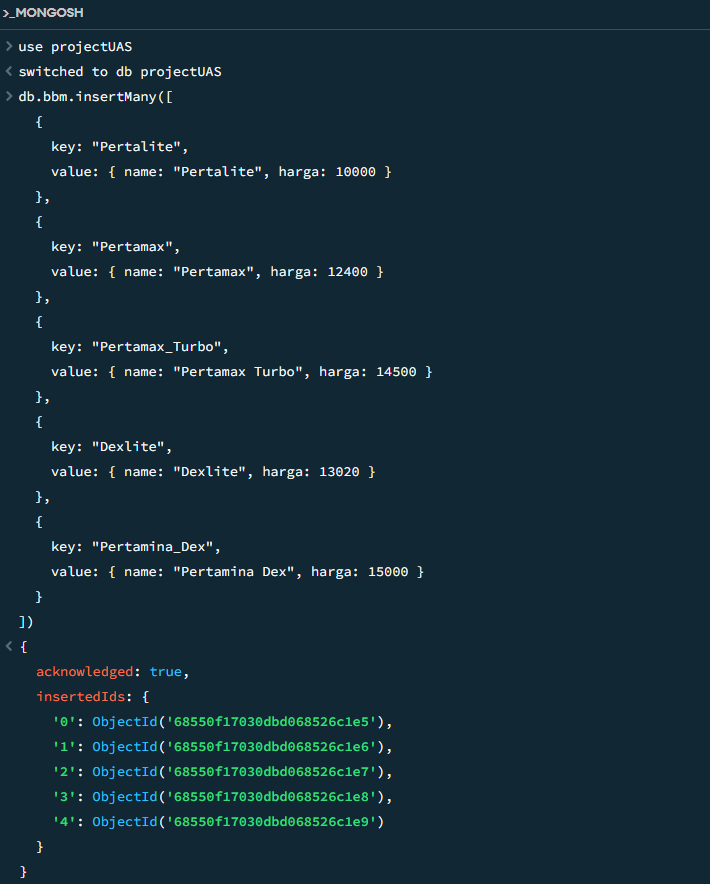 >_MONGOSH
> use projectUAS
< switched to db projectUAS
> db.bbm.insertMany([
  {
    key: "Pertalite",
    value: { name: "Pertalite", harga: 10000 }
  },
  {
    key: "Pertamax",
    value: { name: "Pertamax", harga: 12400 }
  },
  {
    key: "Pertamax_Turbo",
    value: { name: "Pertamax Turbo", harga: 14500 }
  },
  {
    key: "Dexlite",
    value: { name: "Dexlite", harga: 13020 }
  },
  {
    key: "Pertamina_Dex",
    value: { name: "Pertamina Dex", harga: 15000 }
  }
])
< {
  acknowledged: true,
  insertedIds: {
    '0': ObjectId('68550f17030dbd068526c1e5'),
    '1': ObjectId('68550f17030dbd068526c1e6'),
    '2': ObjectId('68550f17030dbd068526c1e7'),
    '3': ObjectId('68550f17030dbd068526c1e8'),
    '4': ObjectId('68550f17030dbd068526c1e9')
  }
}